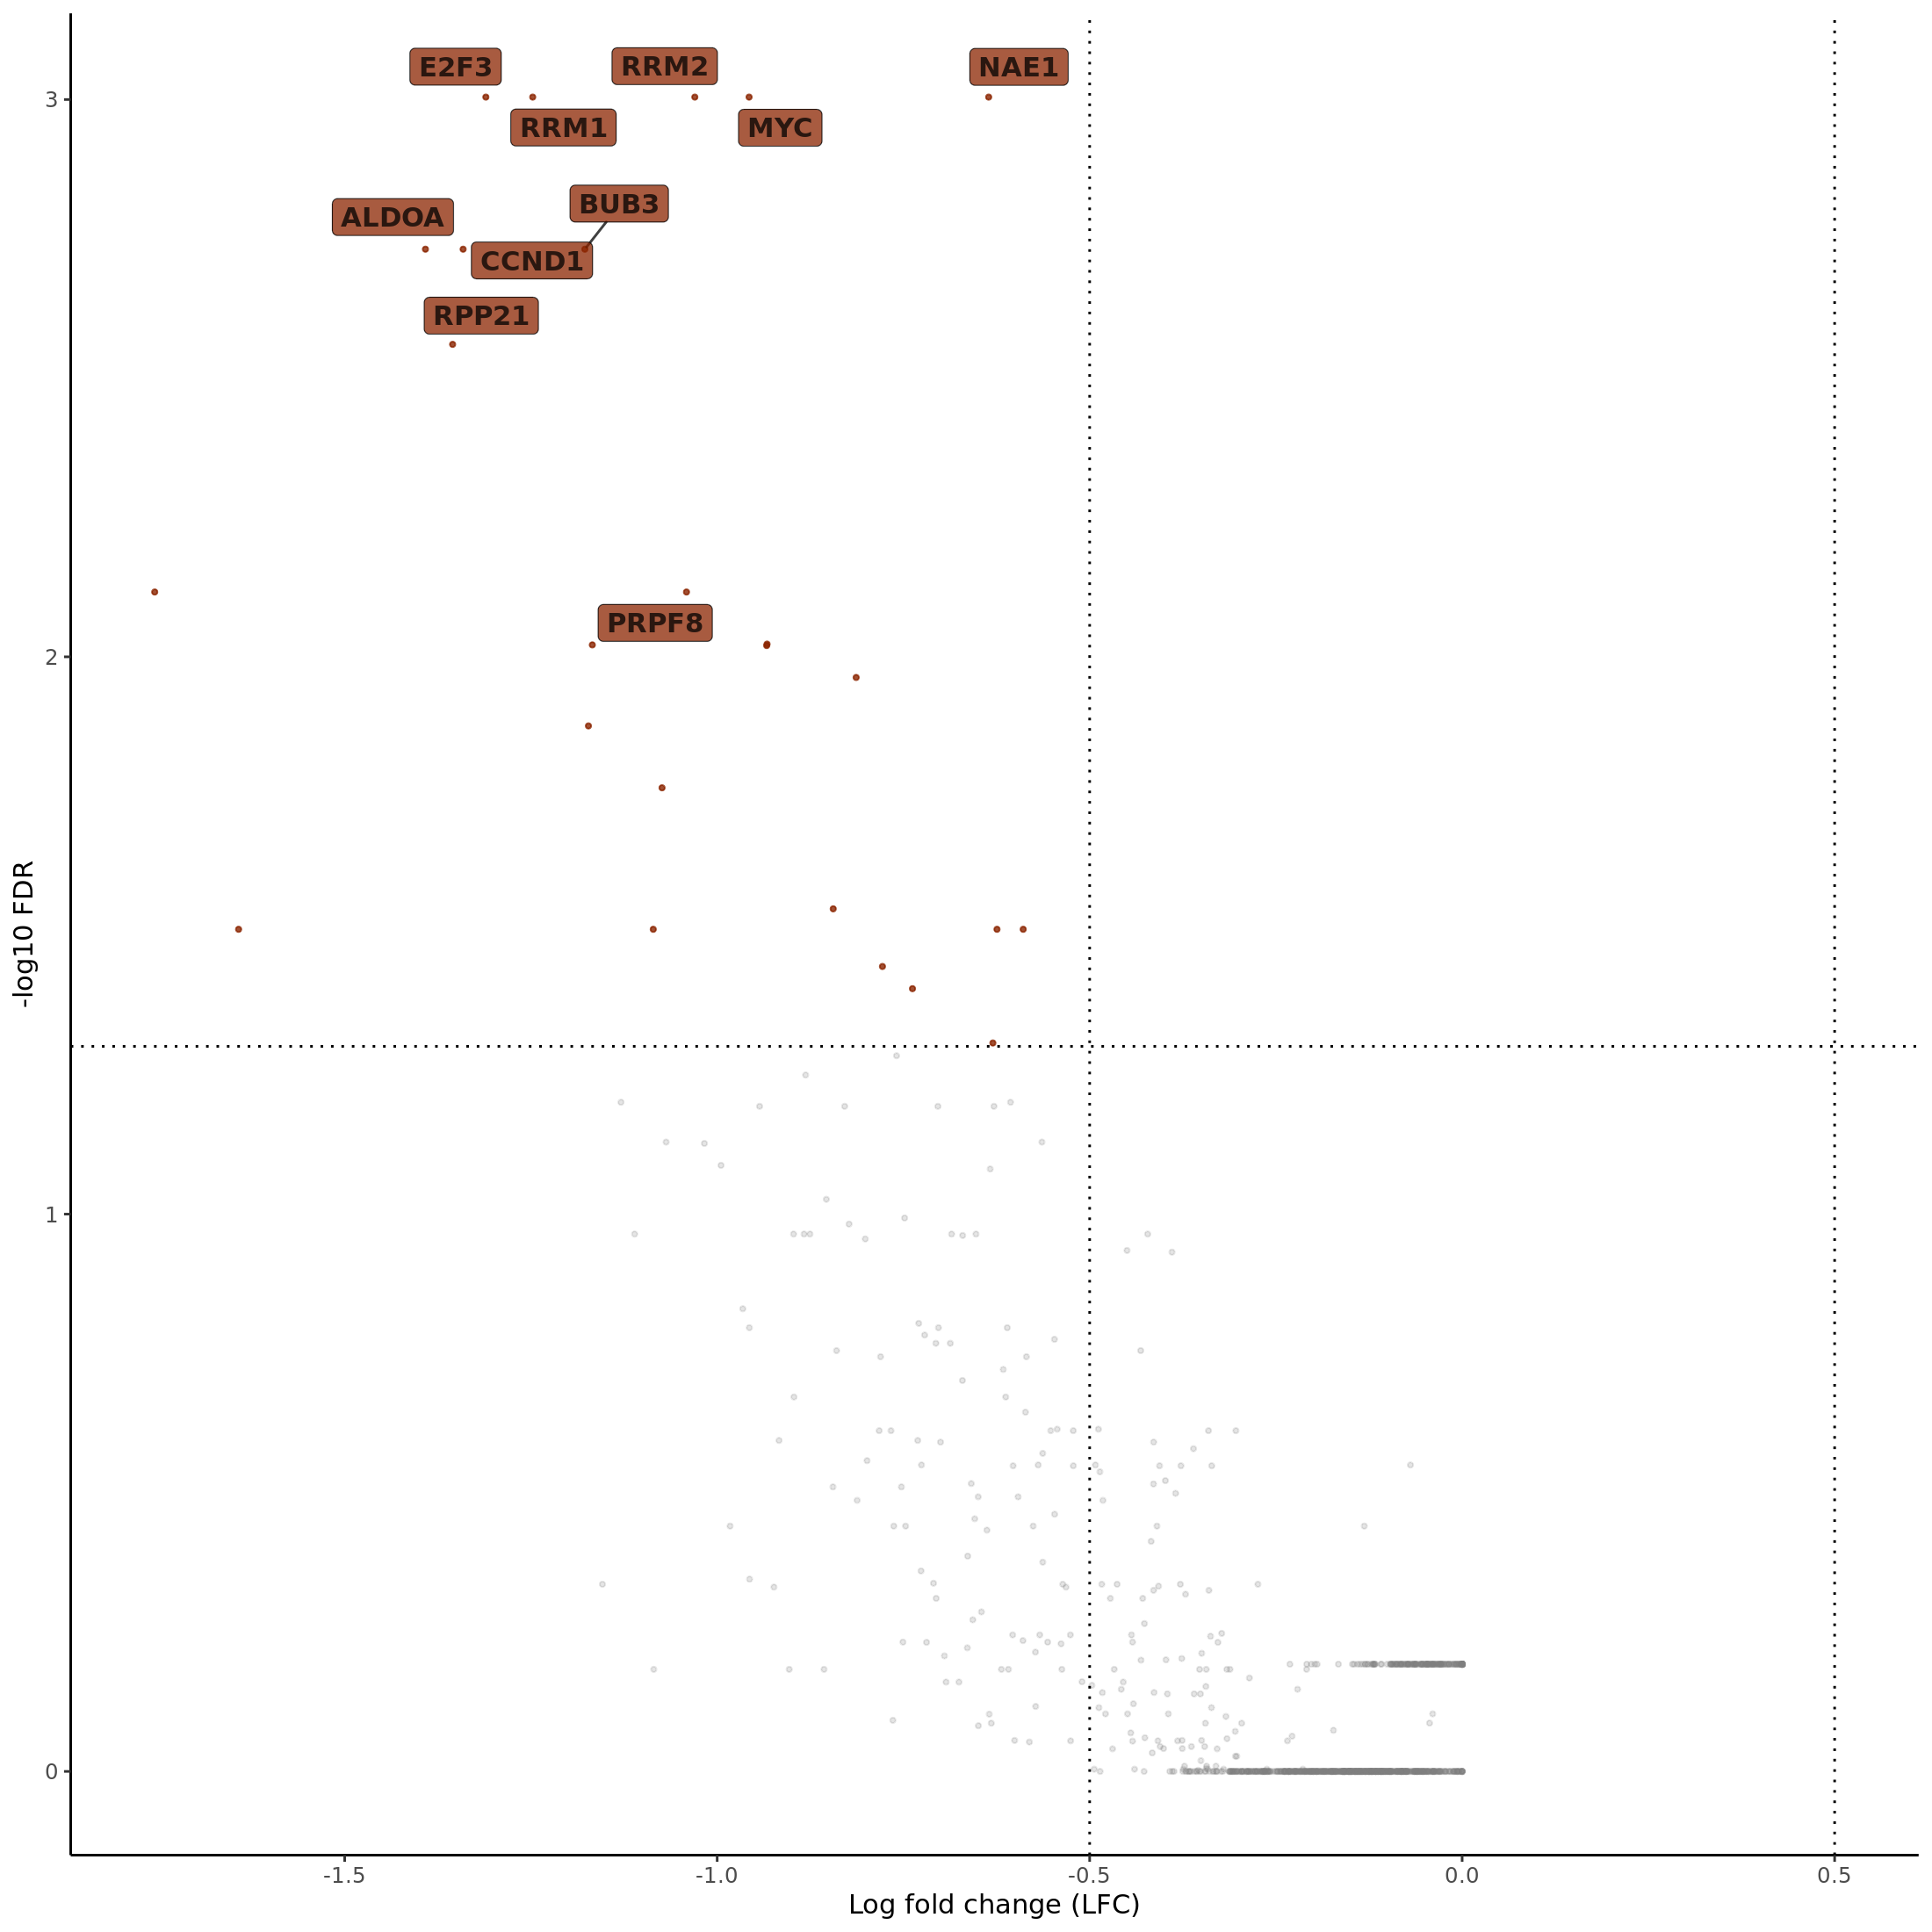 E2F3
RRM2
NAE1
RRM1
MYC
BUB3
ALDOA
CCND1
RPP21
PRPF8
3
2
1
0
-log10 FDR
-1.5
-1.0
-0.5
0.0
0.5
Log fold change (LFC)